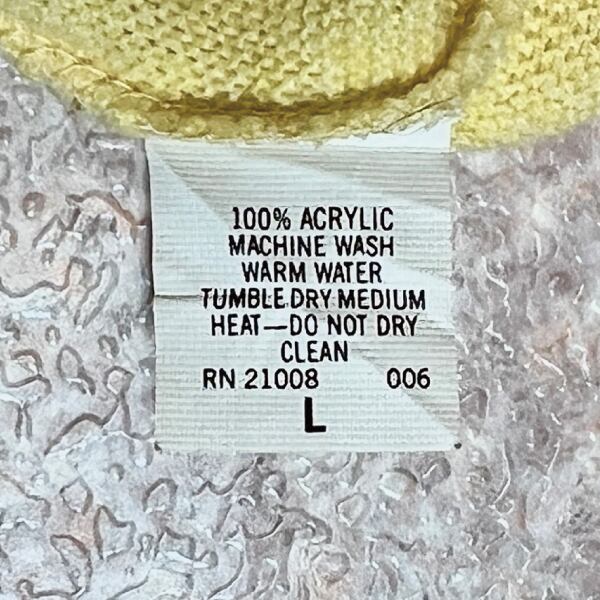 100% ACRYLIC
MACHINE WASH
WARM WATER
TUMBLE DRY MEDIUM
HEAT—DO NOT DRY
CLEAN
RN 21008 006
L